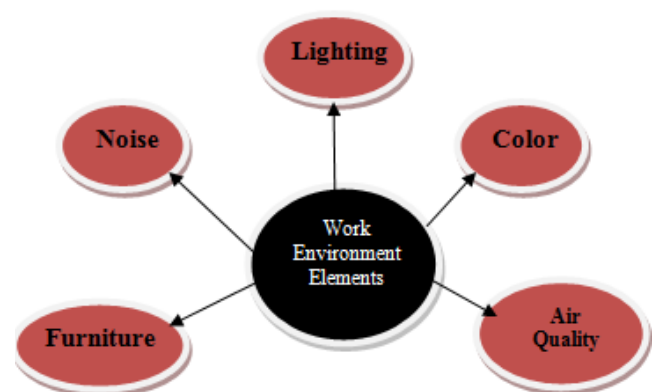 Lighting
Noise
Color
Work
Environment
Elements
Furniture
Air
Quality